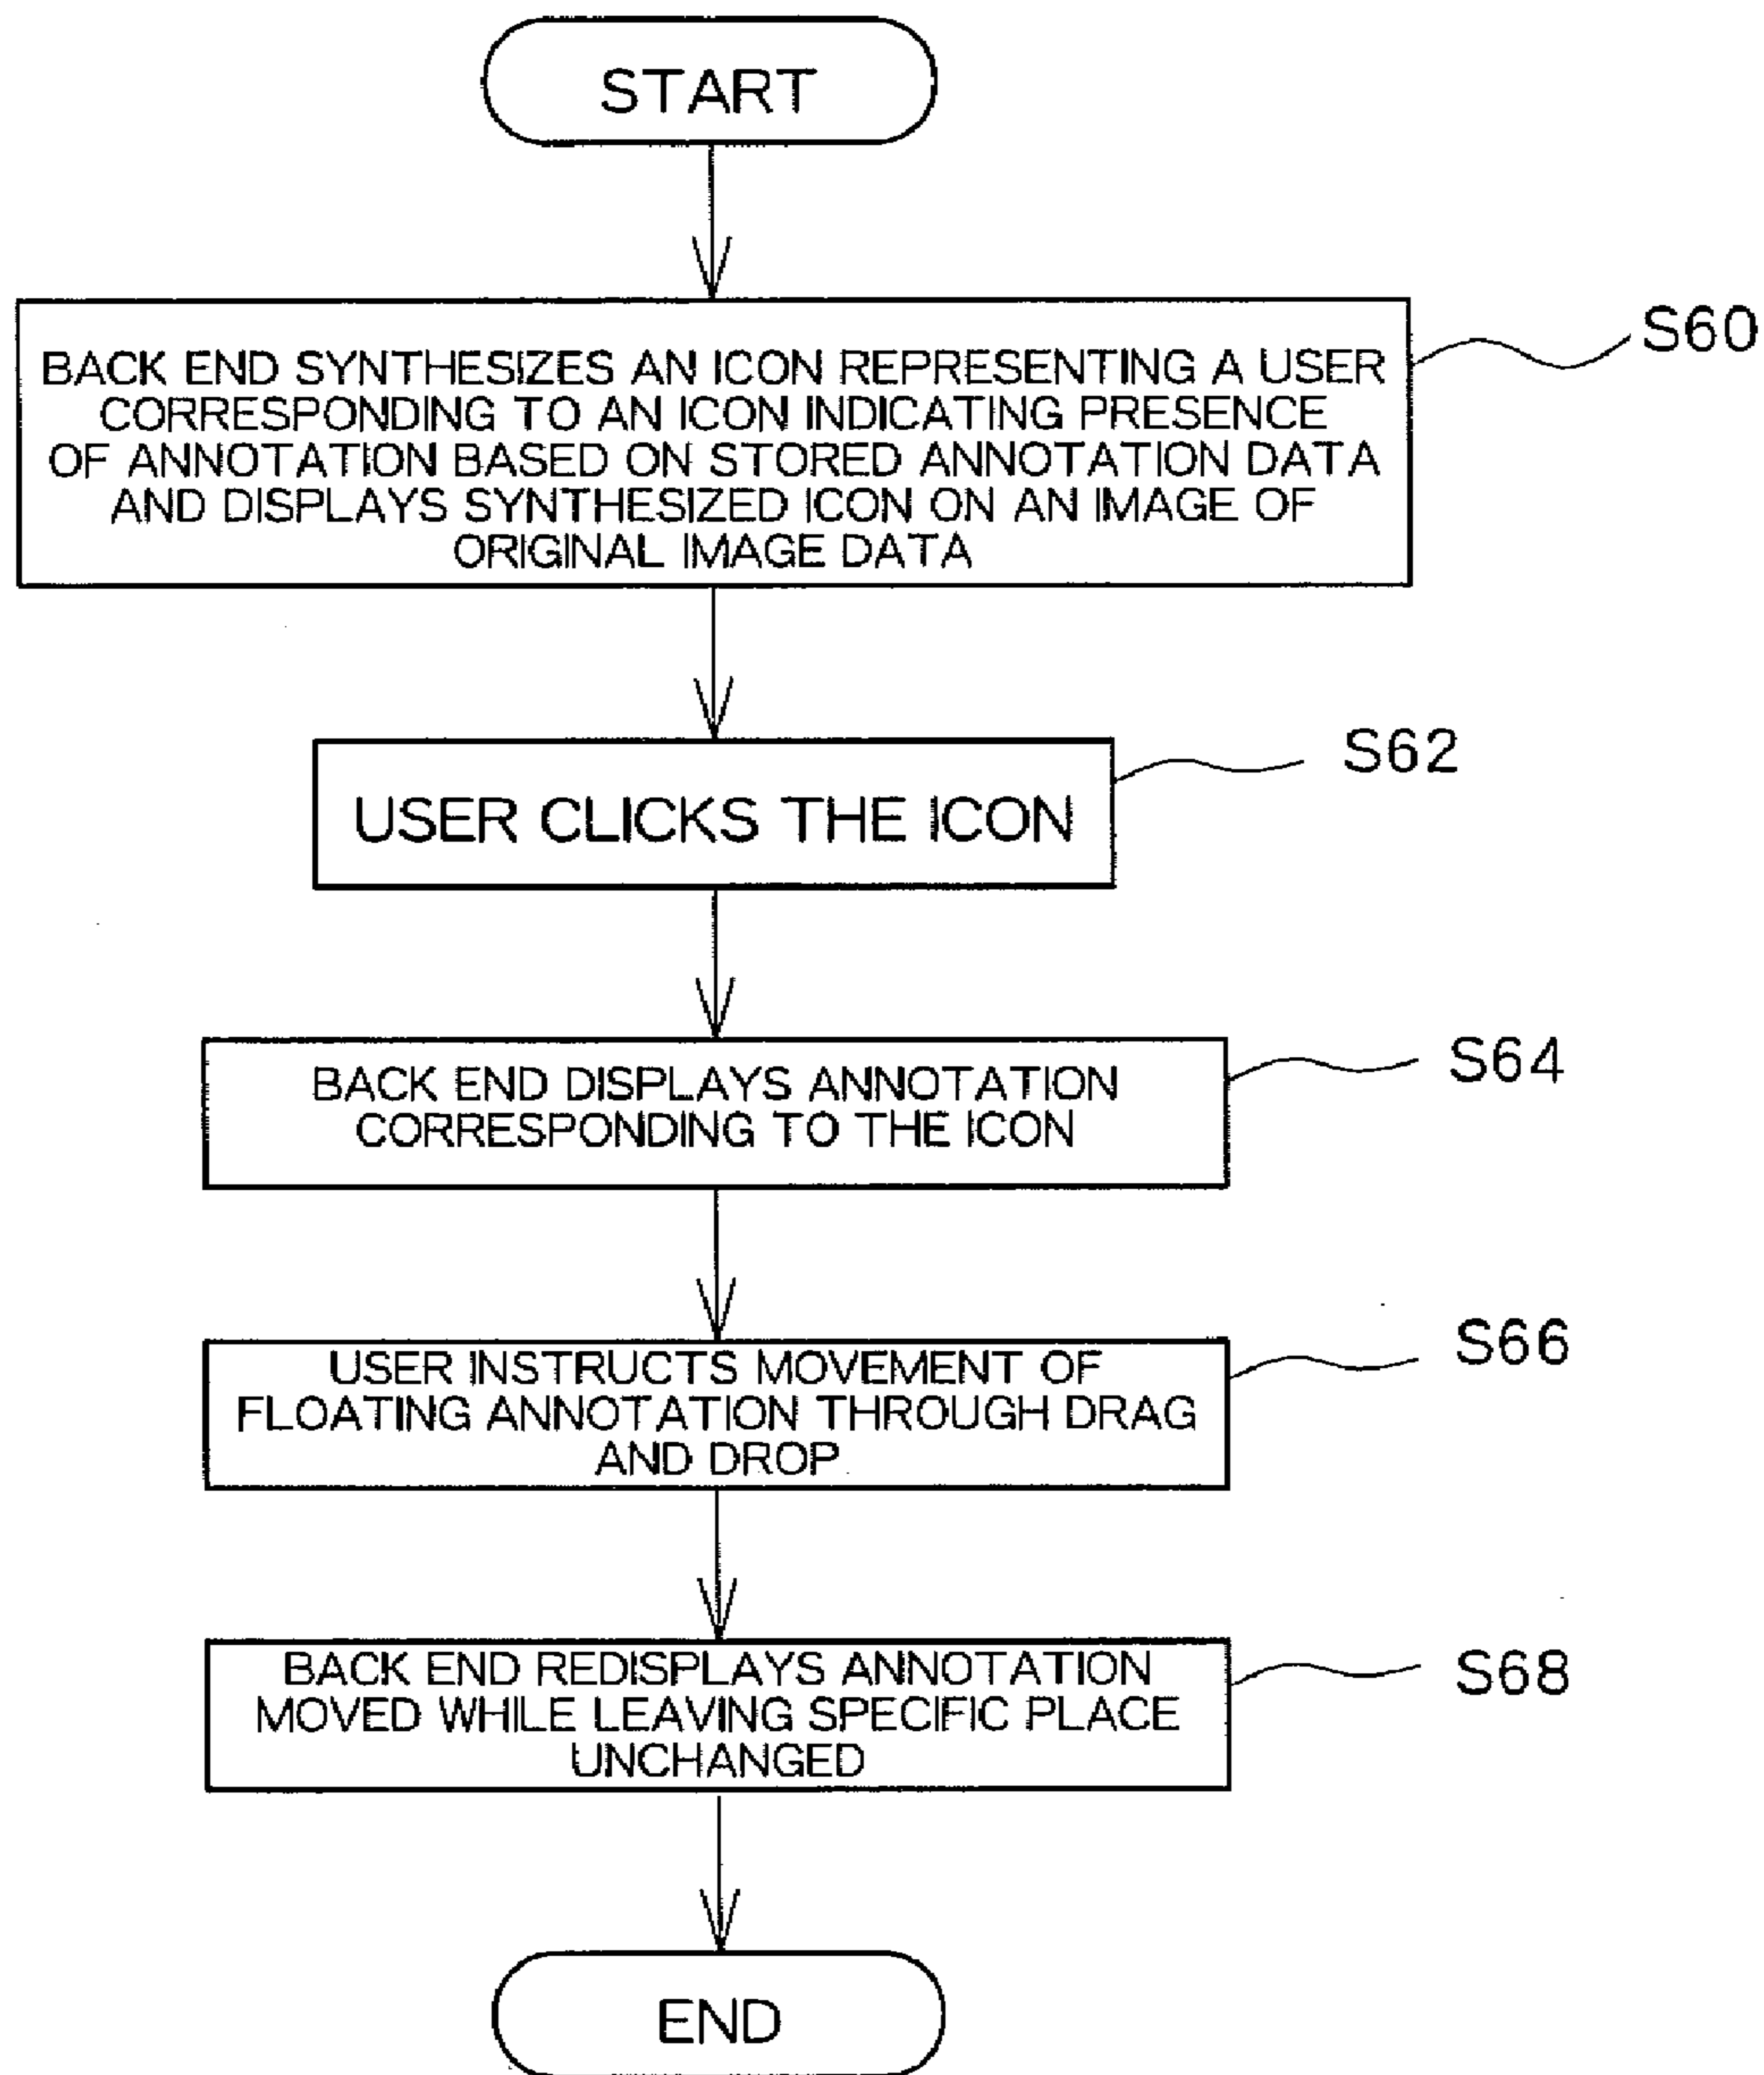 START
S60
BACK END SYNTHESIZES AN ICON REPRESENTING A USER
CORRESPONDING TO AN ICON INDICATING PRESENCE
OF ANNOTATION BASED ON STORED ANNOTATION DATA
AND DISPLAYS SYNTHESIZED ICON ON AN IMAGE OF
ORIGINAL IMAGE DATA
S62
USER CLICKS THE ICON
S64
BACK END DISPLAYS ANNOTATION
CORRESPONDING TO THE ICON
S66
USER INSTRUCTS MOVEMENT OF
FLOATING ANNOTATION THROUGH DRAG
AND DROP
S68
BACK END REDISPLAYS ANNOTATION
MOVED WHILE LEAVING SPECIFIC PLACE
UNCHANGED
END